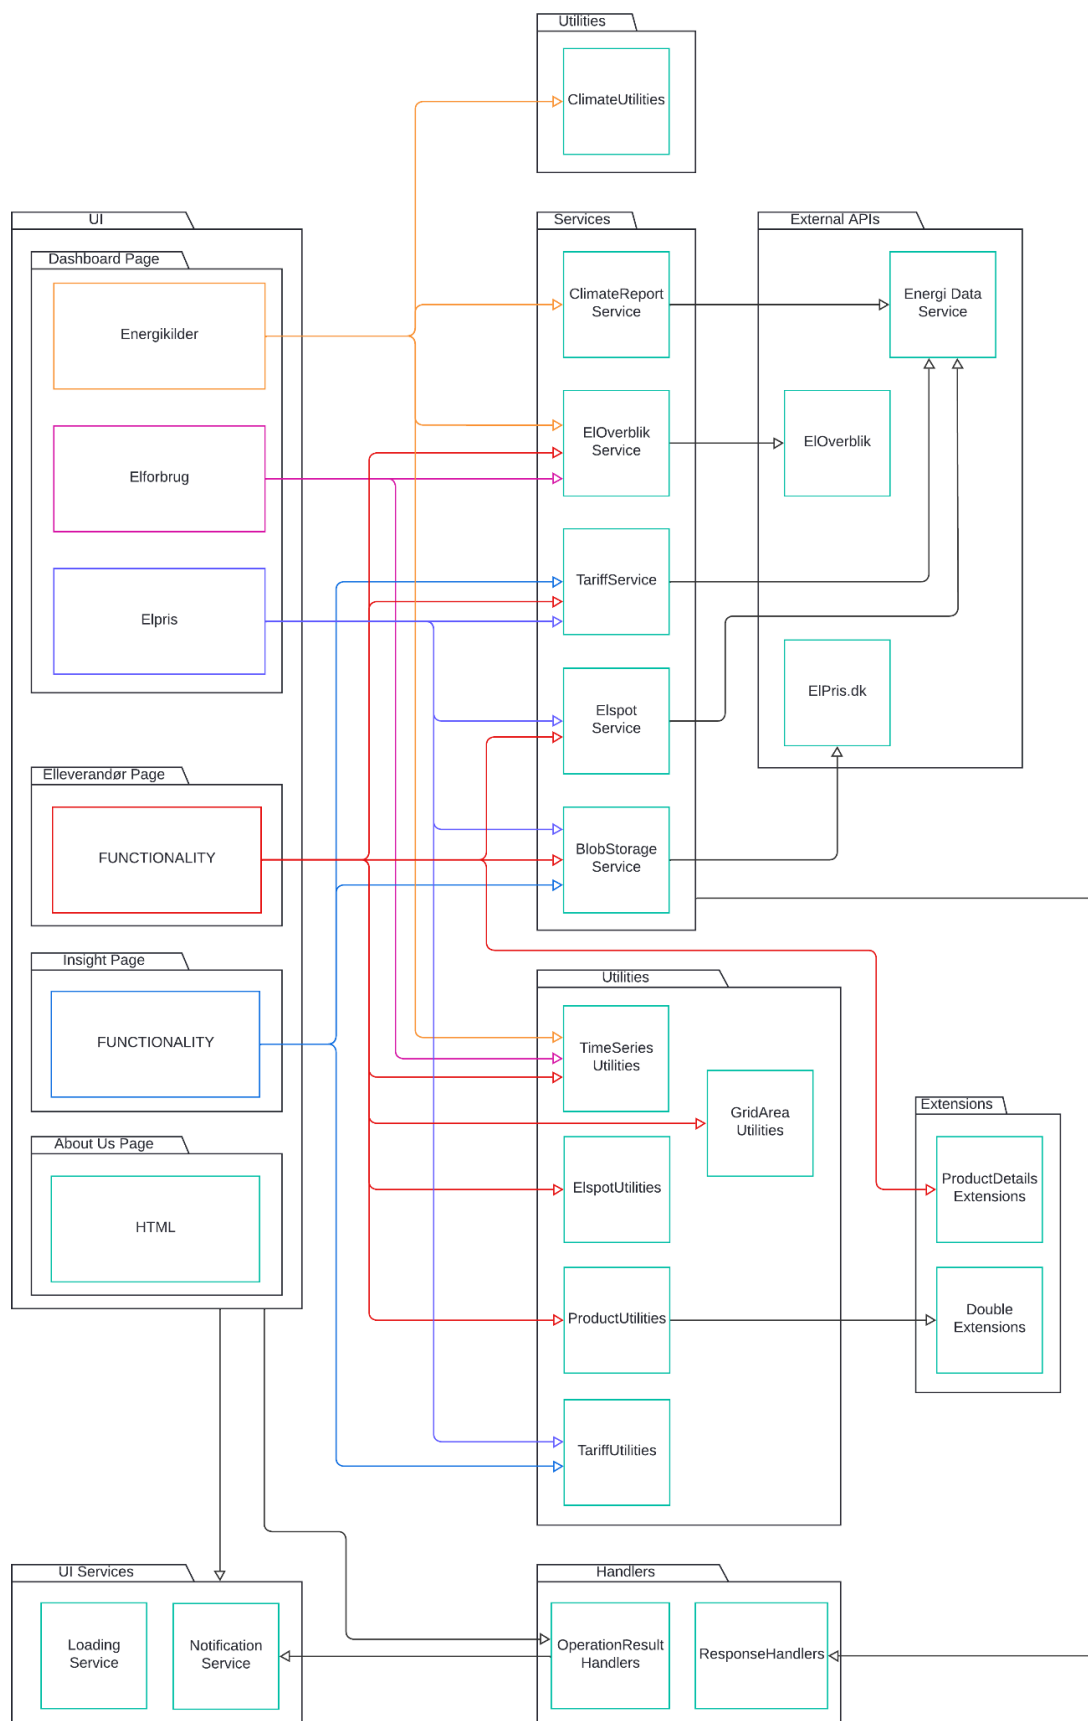 Utilities
ClimateUtilities
UI
Services
External APIs
Dashboard Page
Energikilder
ClimateReport
Service
Energi Data
Service
Elforbrug
ElOverblik
Service
ElOverblik
Elpris
TariffService
Elspot
Service
ElPris.dk
Elleverandør Page
FUNCTIONALITY
BlobStorage
Service
Insight Page
FUNCTIONALITY
Utilities
TimeSeries
Utilities
GridArea
Utilities
Extensions
About Us Page
HTML
ElspotUtilities
ProductDetails
Extensions
ProductUtilities
Double
Extensions
TariffUtilities
UI Services
Handlers
Loading
Service
Notification
Service
OperationResult
Handlers
ResponseHandlers